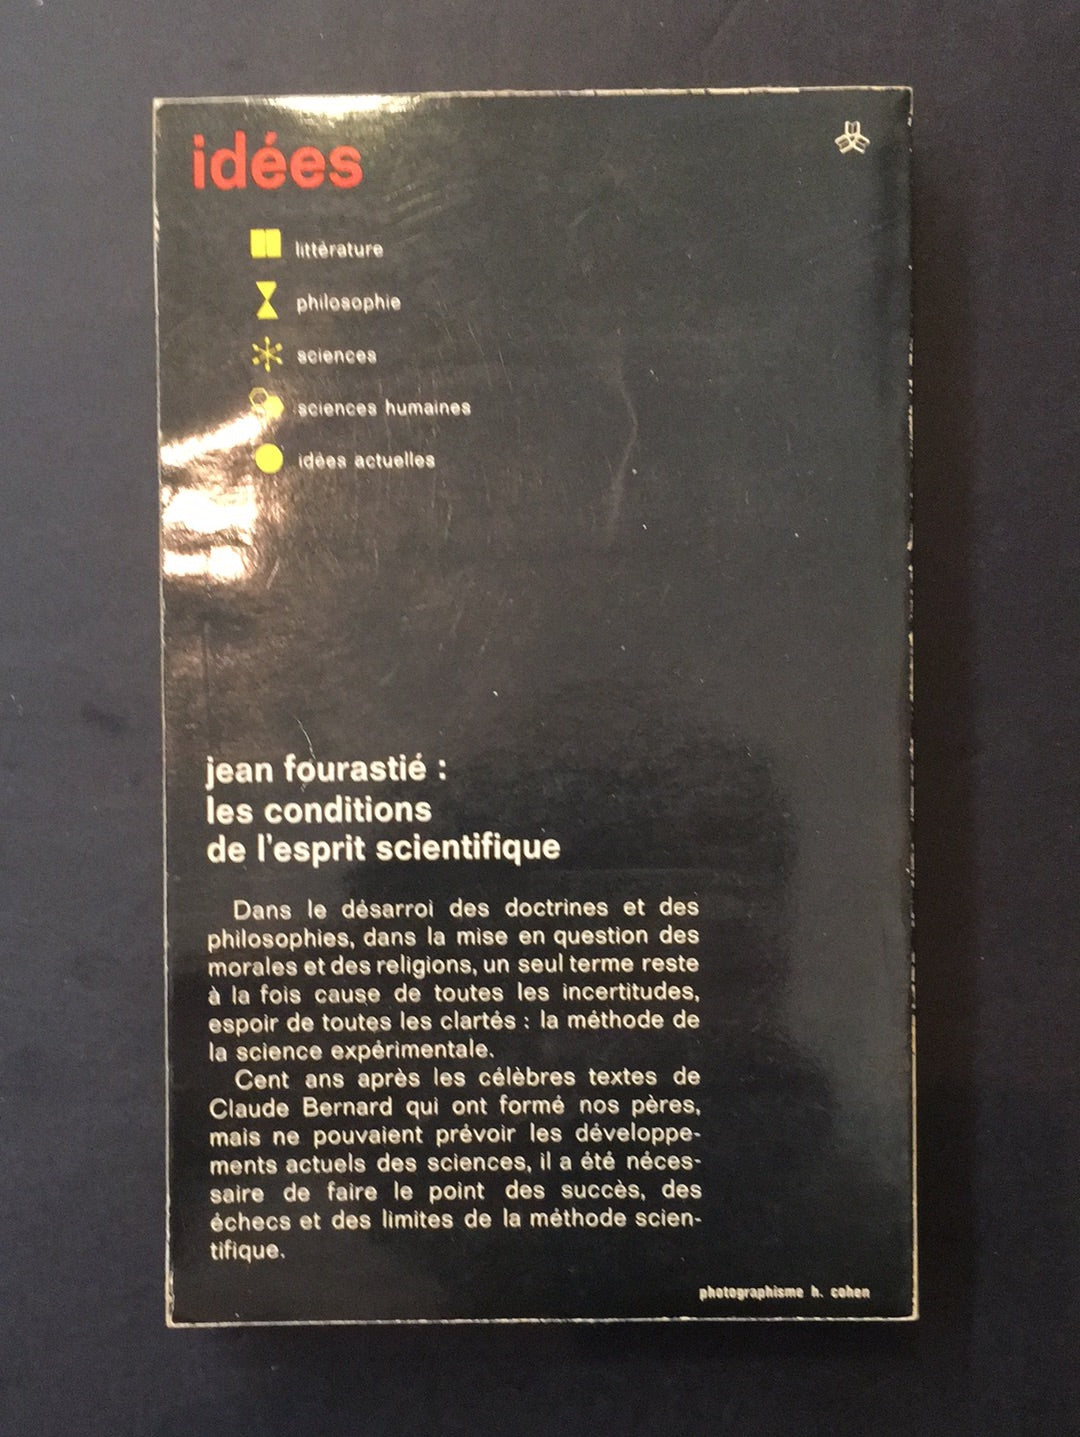 idées
littérature
philosophie
sciences
sciences humaines
idées actuelles
jean fourastié :
les conditions
de l'esprit scientifique
Dans le désarroi des doctrines et des
philosophies, dans la mise en question des
morales et des religions, un seul terme reste
à la fois cause de toutes les incertitudes,
espoir de toutes les clartés : la méthode de
la science expérimentale.
Cent ans après les célèbres textes de
Claude Bernard qui ont formé nos pères,
mais ne pouvaient prévoir les développe-
ments actuels des sciences, il a été néces-
saire de faire le point des succès, des
échecs et des limites de la méthode scien-
tifique.
photographisme h. cohen